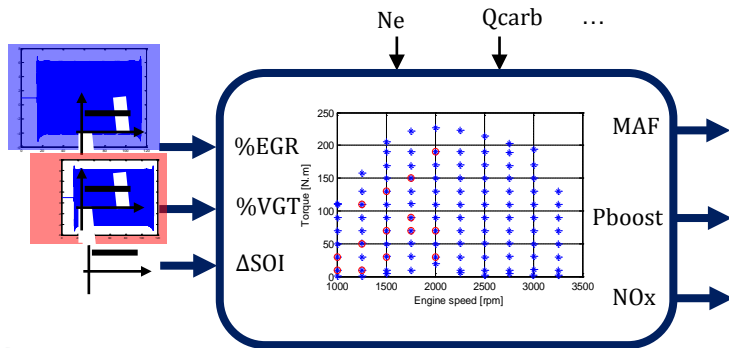 Ne Qcarb …
%EGR
%VGT
ΔSOI
250
200
150
100
50
0
Torque [N.m]
1000 1500 2000 2500 3000 3500
Engine speed [rpm]
MAF
Pboost
NOx